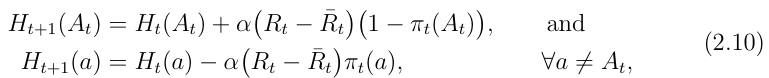 H_{t+1}(A_t) = H_t(A_t) + α(R_t − R̄_t)(1 − π_t(A_t)), and
H_{t+1}(a) = H_t(a) − α(R_t − R̄_t)π_t(a), ∀a ≠ A_t, (2.10)